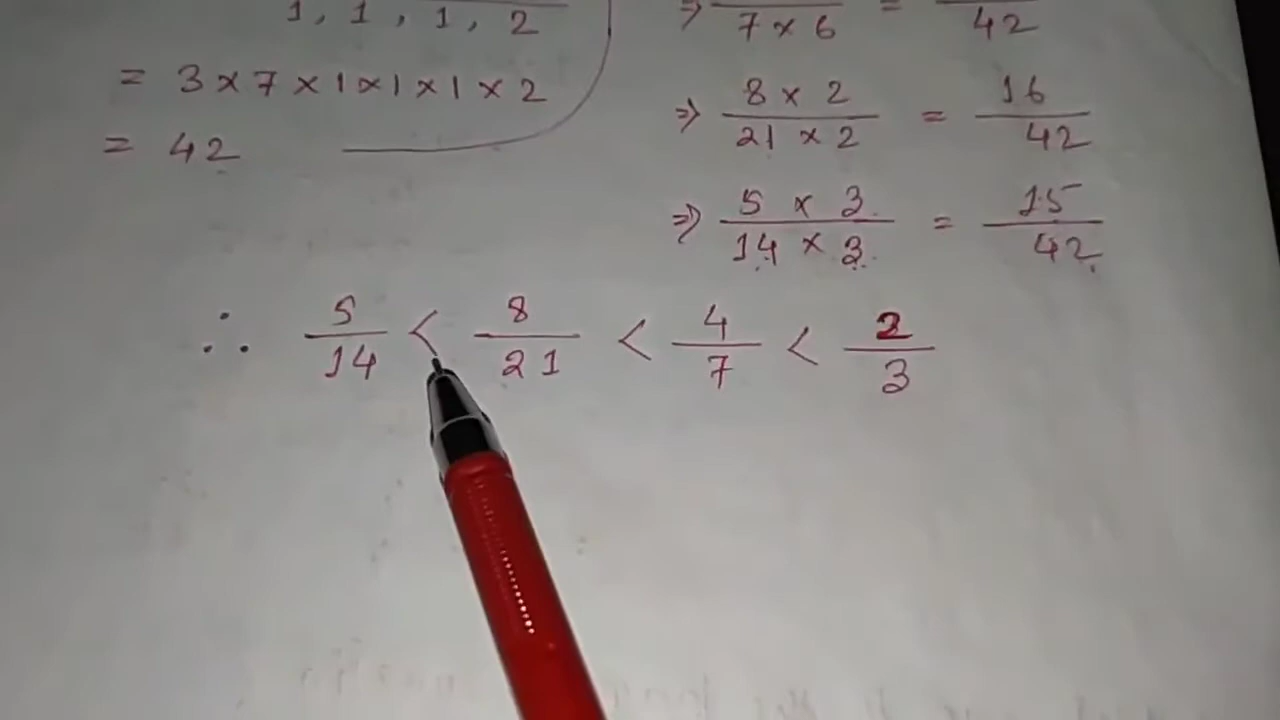 1, 1, 1, 2
= 3 × 7 × 1 × 1 × 1 × 2
= 42
⇒ 7 × 6 = 42
⇒ 8 × 2 / 21 × 2 = 16 / 42
⇒ 5 × 3 / 14 × 3 = 15 / 42
∴ 5/14 < 8/21 < 4/7 < 2/3